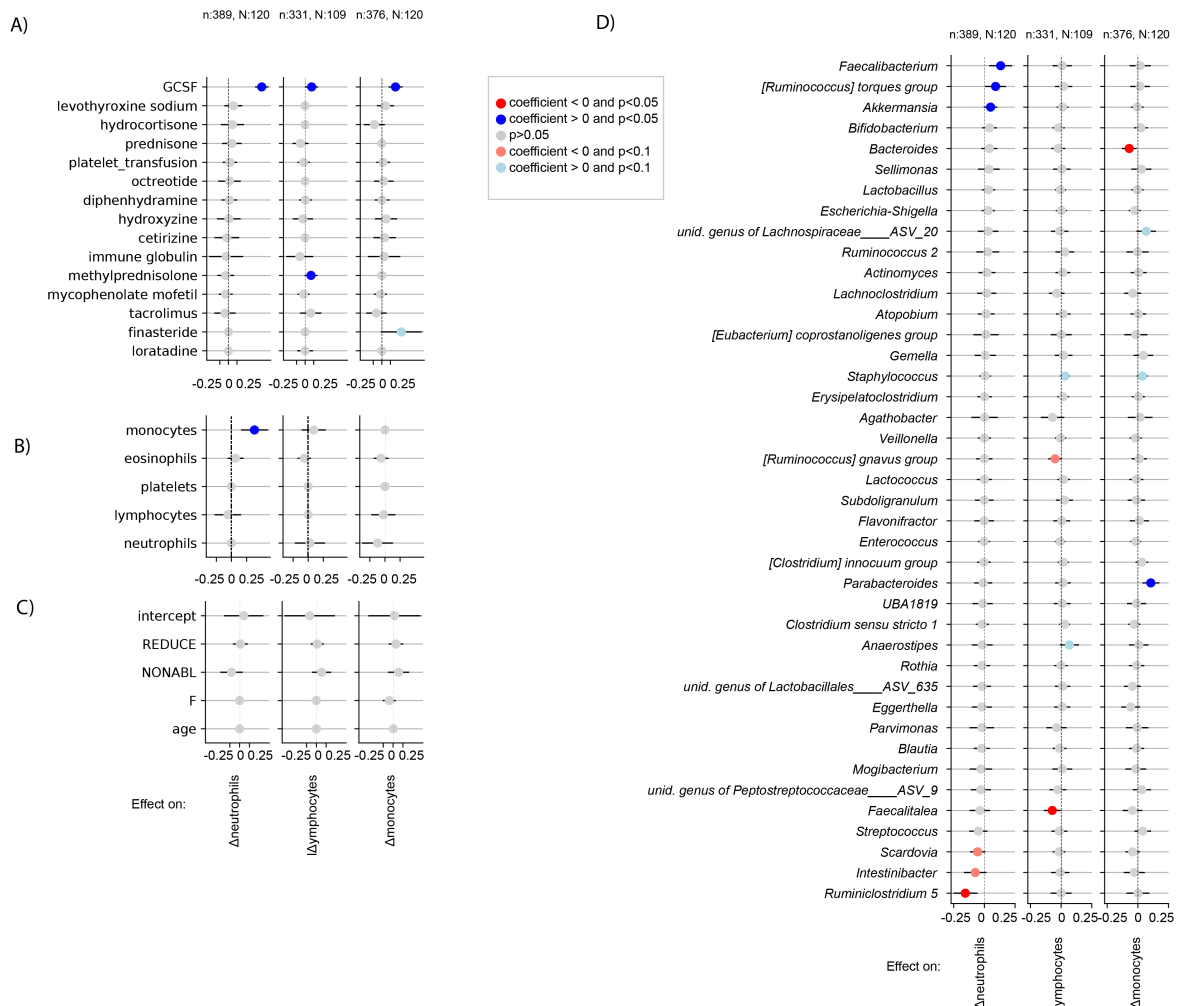 A)
n:389, N:120 n:331, N:109 n:376, N:120
GCSF
levothyroxine sodium
hydrocortisone
prednisone
platelet_transfusion
octreotide
diphenhydramine
hydroxyzine
cetirizine
immune globulin
methylprednisolone
mycophenolate mofetil
tacrolimus
finasteride
loratadine
-0.25 0 0.25 -0.25 0 0.25 -0.25 0 0.25
coefficient < 0 and p<0.05
coefficient > 0 and p<0.05
p>0.05
coefficient < 0 and p<0.1
coefficient > 0 and p<0.1
B)
monocytes
eosinophils
platelets
lymphocytes
neutrophils
-0.25 0 0.25 -0.25 0 0.25 -0.25 0 0.25
C)
intercept
REDUCE
NONABL
F
age
-0.25 0 0.25 -0.25 0 0.25 -0.25 0 0.25
Effect on:
Δneutrophils
lΔymphocytes
Δmonocytes
D)
n:389, N:120 n:331, N:109 n:376, N:120
Faecalibacterium
[Ruminococcus] torques group
Akkermansia
Bifidobacterium
Bacteroides
Sellimonas
Lactobacillus
Escherichia-Shigella
unid. genus of Lachnospiraceae____ASV_20
Ruminococcus 2
Actinomyces
Lachnoclostridium
Atopobium
[Eubacterium] coprostanoligenes group
Gemella
Staphylococcus
Erysipelatoclostridium
Agathobacter
Veillonella
[Ruminococcus] gnavus group
Lactococcus
Subdoligranulum
Flavonifractor
Enterococcus
[Clostridium] innocuum group
Parabacteroides
UBA1819
Clostridium sensu stricto 1
Anaerostipes
Rothia
unid. genus of Lactobacillales____ASV_635
Eggerthella
Parvimonas
Blautia
Mogibacterium
unid. genus of Peptostreptococcaceae____ASV_9
Faecalitalea
Streptococcus
Scardovia
Intestinibacter
Ruminiclostridium 5
-0.25 0 0.25 -0.25 0 0.25 -0.25 0 0.25
Effect on:
Δneutrophils
ymphocytes
Δmonocytes